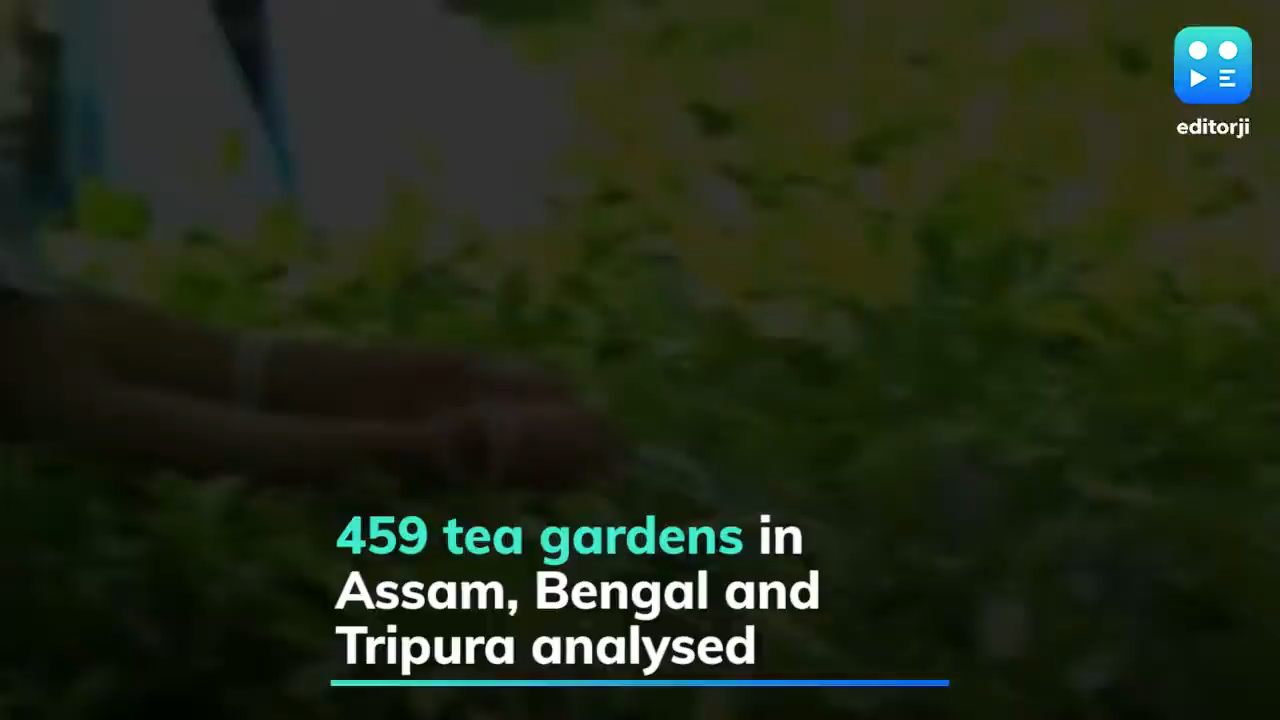 editorji
459 tea gardens in
Assam, Bengal and
Tripura analysed